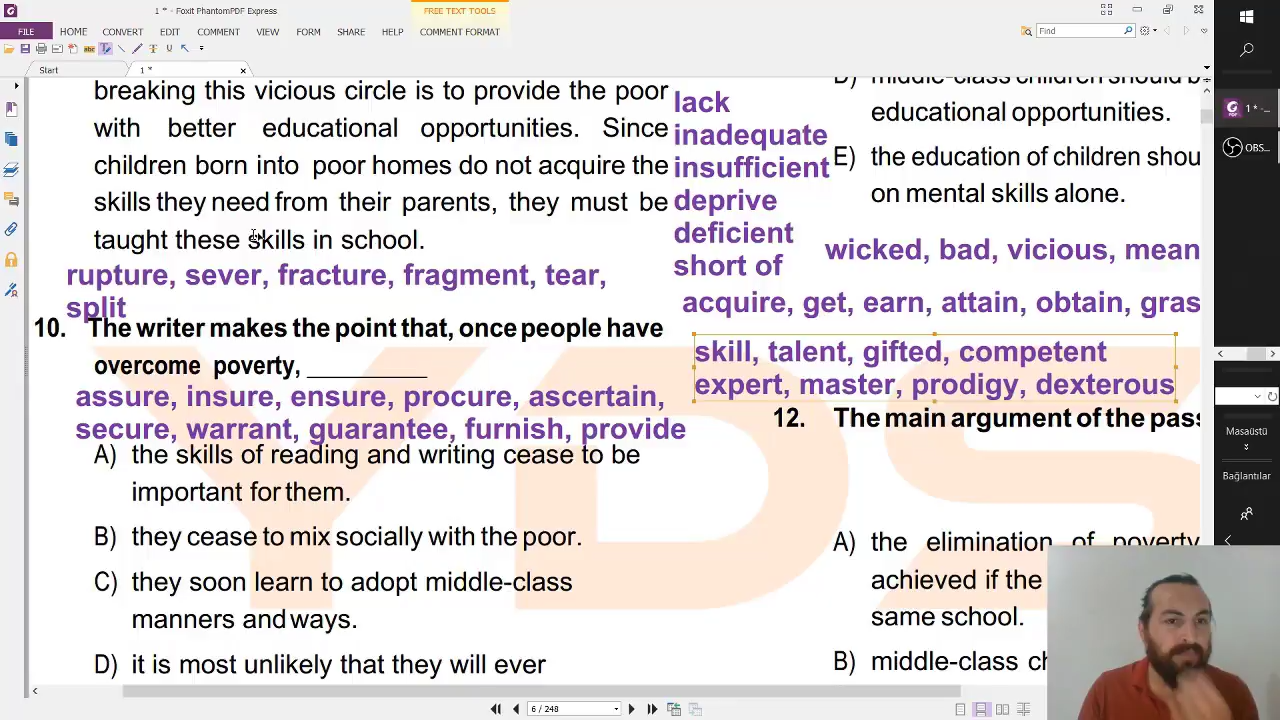 1 * - Foxit PhantomPDF Express
FREE TEXT TOOLS
FILE HOME CONVERT EDIT COMMENT VIEW FORM SHARE HELP COMMENT FORMAT
Find
Start
1 *
breaking this vicious circle is to provide the poor
with better educational opportunities. Since
children born into poor homes do not acquire the
skills they need from their parents, they must be
taught these skills in school.
rupture, sever, fracture, fragment, tear,
split
10. The writer makes the point that, once people have
overcome poverty, _________
assure, insure, ensure, procure, ascertain,
secure, warrant, guarantee, furnish, provide
A) the skills of reading and writing cease to be
important for them.
B) they cease to mix socially with the poor.
C) they soon learn to adopt middle-class
manners and ways.
D) it is most unlikely that they will ever
lack
inadequate
insufficient
deprive
deficient
short of
D) middle-class children should b
educational opportunities.
E) the education of children shou
on mental skills alone.
wicked, bad, vicious, mean
acquire, get, earn, attain, obtain, gras
skill, talent, gifted, competent
expert, master, prodigy, dexterous
12. The main argument of the pass
A) the elimination of poverty
achieved if the
same school.
B) middle-class ch
YDS
6 / 248
1 * -...
OBS...
Masaüstü
Bağlantılar